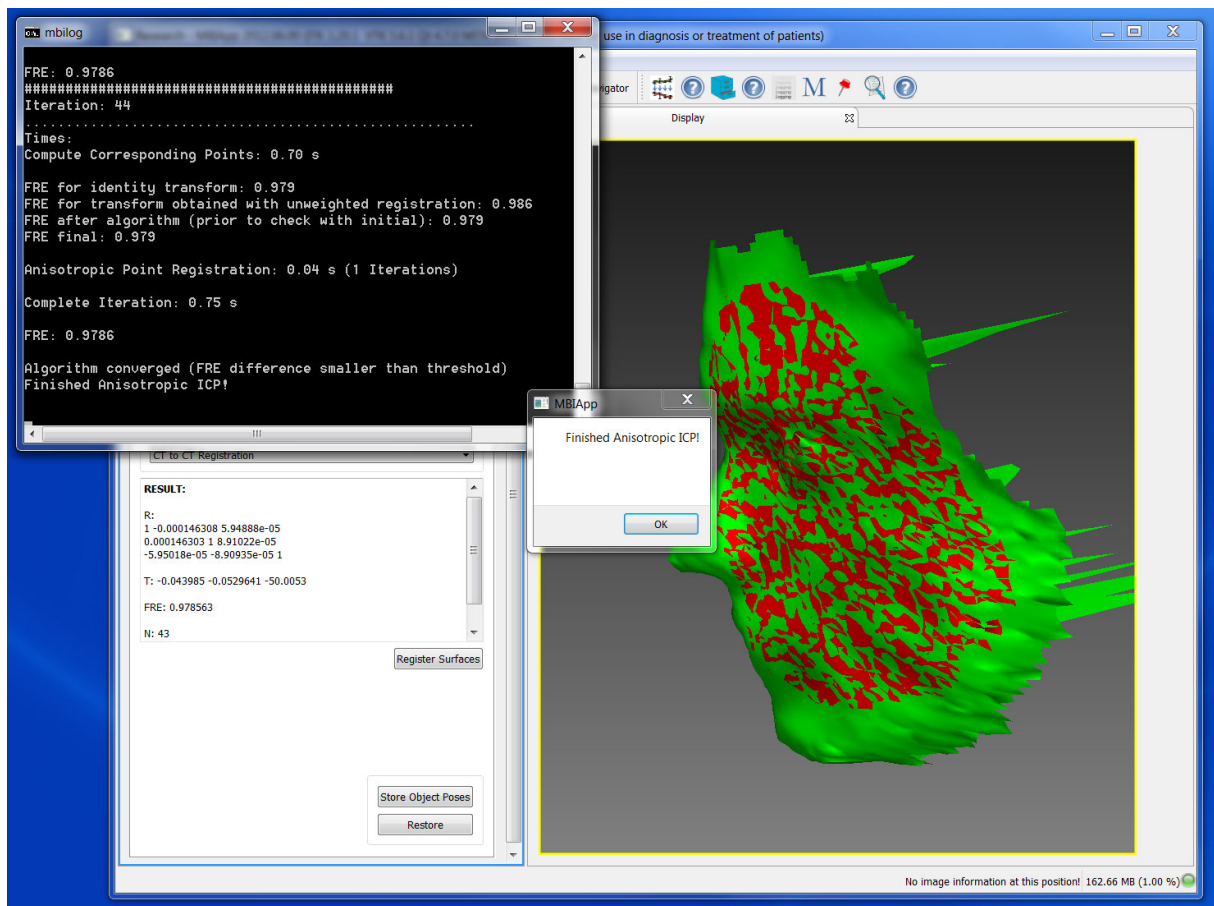 mbilog
FRE: 0.9786
##############################################
Iteration: 44
........................................................
Times:
Compute Corresponding Points: 0.70 s
FRE for identity transform: 0.979
FRE for transform obtained with unweighted registration: 0.986
FRE after algorithm (prior to check with initial): 0.979
FRE final: 0.979
Anisotropic Point Registration: 0.04 s (1 Iterations)
Complete Iteration: 0.75 s
FRE: 0.9786
Algorithm converged (FRE difference smaller than threshold)
Finished Anisotropic ICP!
use in diagnosis or treatment of patients)
vigator
M
Display
MBIApp
Finished Anisotropic ICP!
OK
CT to CT Registration
RESULT:
R:
1 -0.000146308 5.94888e-05
0.000146303 1 8.91022e-05
-5.95018e-05 -8.90935e-05 1
T: -0.043985 -0.0529641 -50.0053
FRE: 0.978563
N: 43
Register Surfaces
Store Object Poses
Restore
No image information at this position! 162.66 MB (1.00 %)